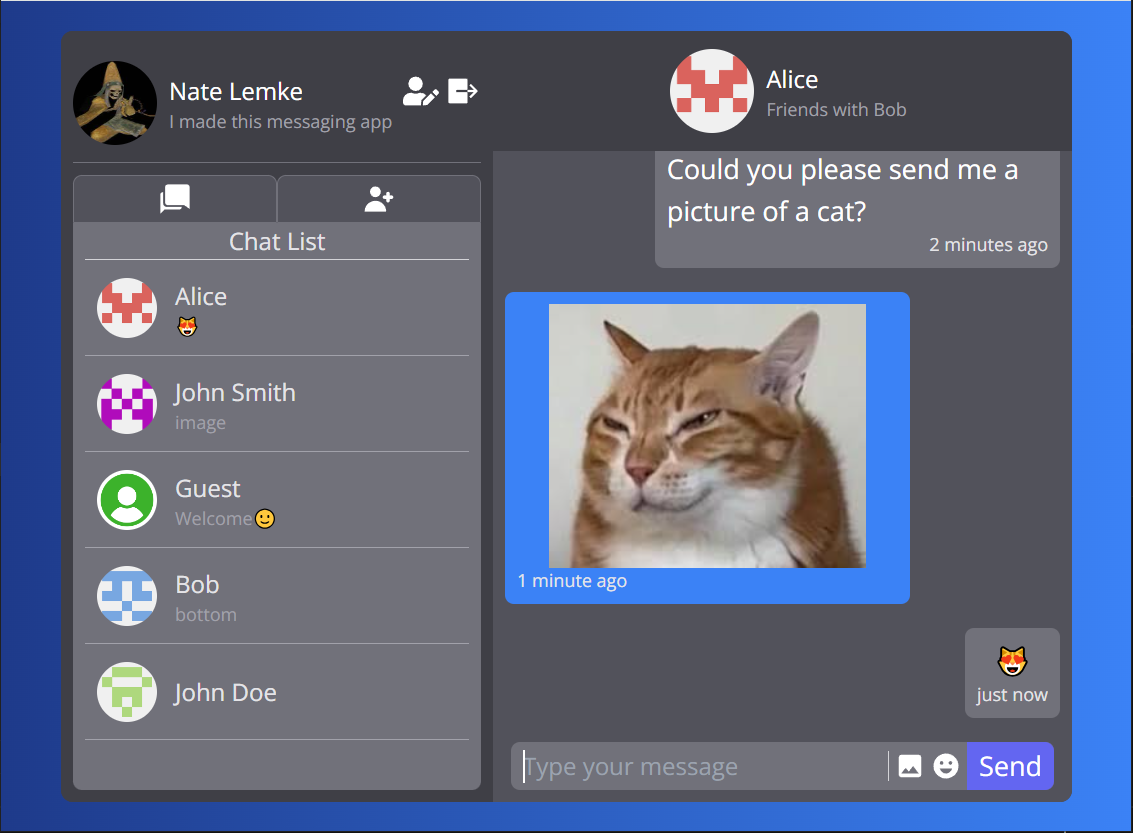 Nate Lemke
I made this messaging app
Chat List
Alice
😻
John Smith
image
Guest
Welcome🙂
Bob
bottom
John Doe
Alice
Friends with Bob
Could you please send me a
picture of a cat?
2 minutes ago
1 minute ago
😻
just now
Type your message
Send